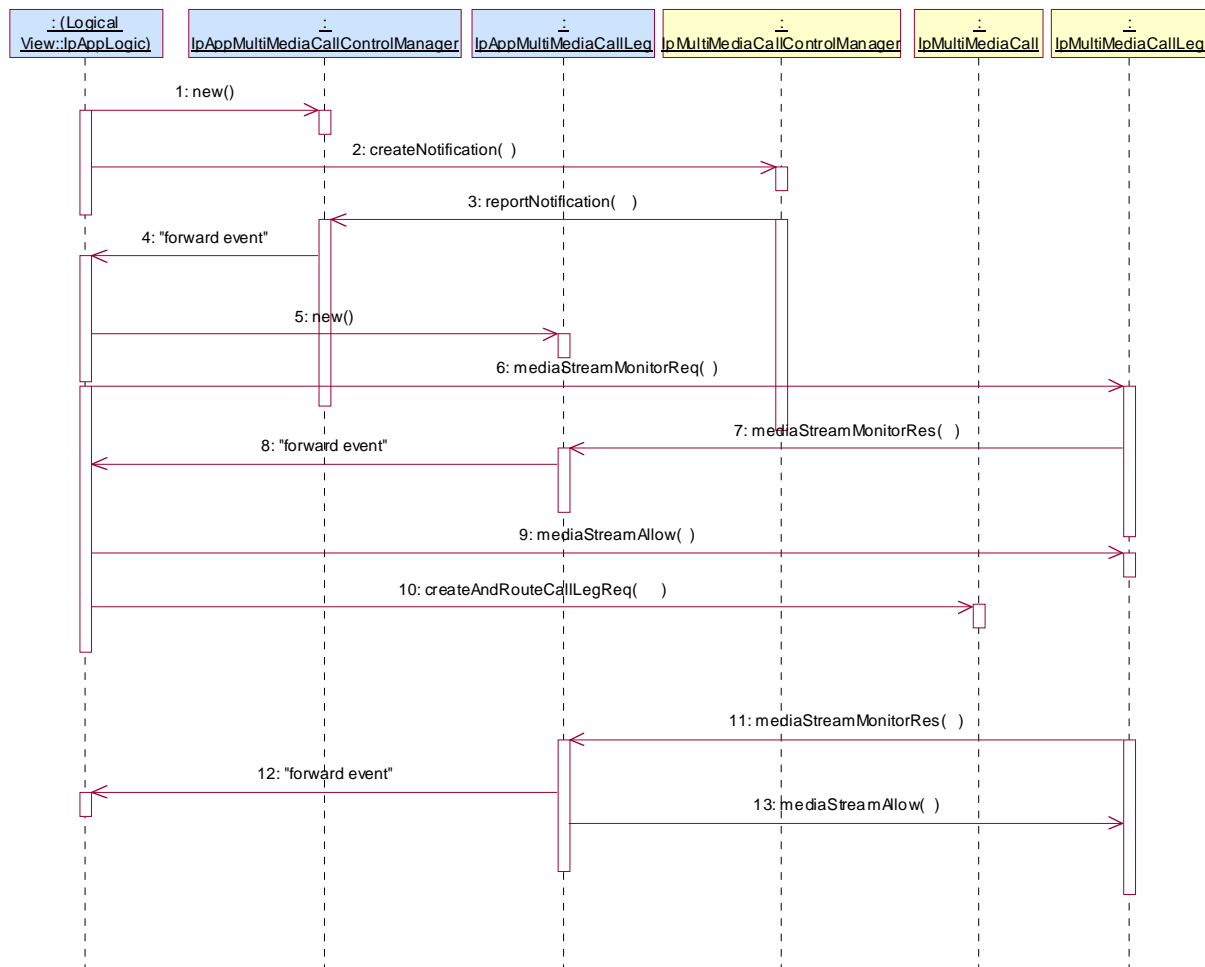 : (Logical
View::IpAppLogic)
:
IpAppMultiMediaCallControlManager
:
IpAppMultiMediaCallLeg
:
IpMultiMediaCallControlManager
:
IpMultiMediaCall
:
IpMultiMediaCallLeg
1: new()
2: createNotification( )
3: reportNotification( )
4: "forward event"
5: new()
6: mediaStreamMonitorReq( )
7: mediaStreamMonitorRes( )
8: "forward event"
9: mediaStreamAllow( )
10: createAndRouteCallLegReq( )
11: mediaStreamMonitorRes( )
12: "forward event"
13: mediaStreamAllow( )